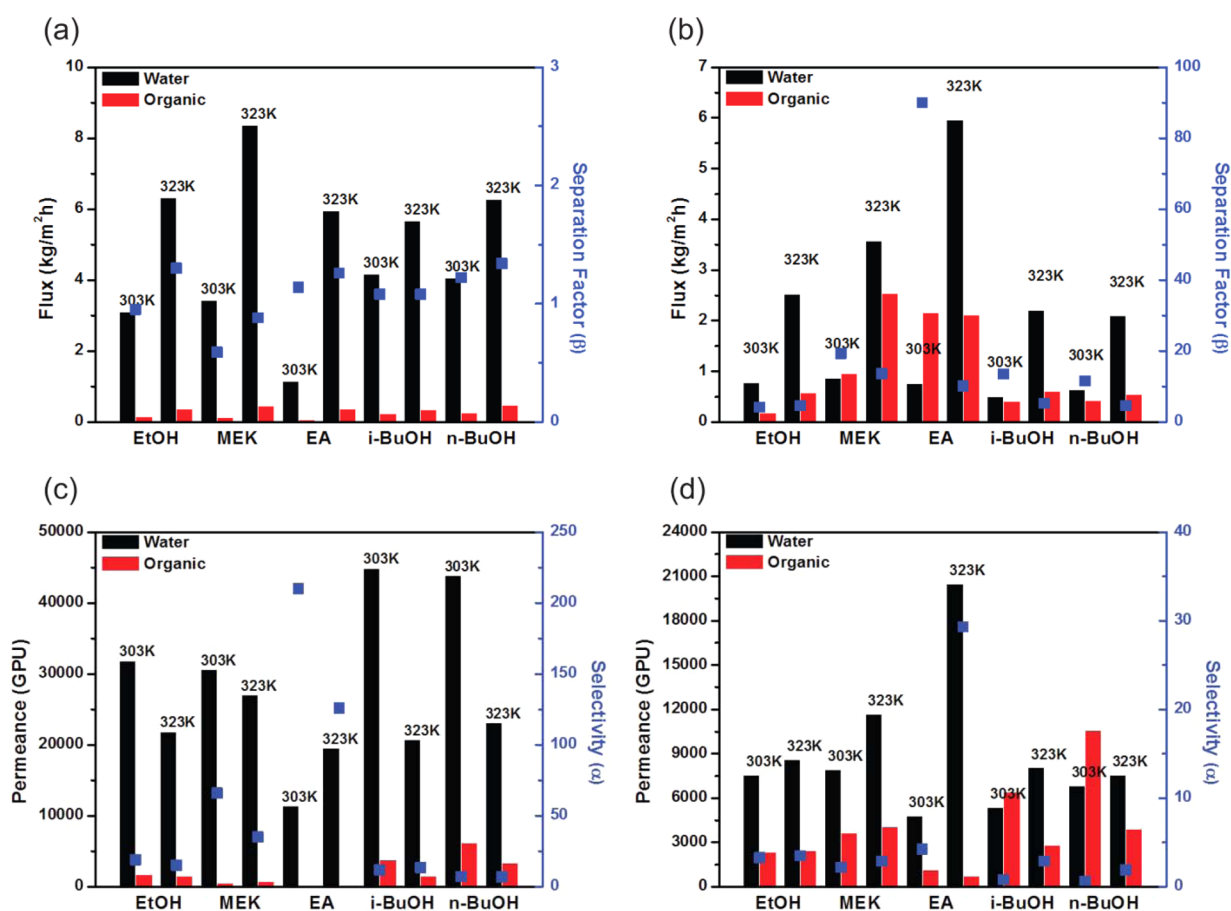 (a)
10
8
6
4
2
0
Flux (kg/m²h)
Water
Organic
303K
323K
303K
323K
303K
323K
303K
323K
303K
323K
EtOH MEK EA i-BuOH n-BuOH
3
2
1
0
Separation Factor (β)
(b)
7
6
5
4
3
2
1
0
Flux (kg/m²h)
Water
Organic
303K
323K
303K
323K
303K
323K
303K
323K
303K
323K
EtOH MEK EA i-BuOH n-BuOH
100
80
60
40
20
0
Separation Factor (β)
(c)
50000
40000
30000
20000
10000
0
Permeance (GPU)
Water
Organic
303K
323K
303K
323K
303K
323K
303K
323K
303K
323K
EtOH MEK EA i-BuOH n-BuOH
250
200
150
100
50
0
Selectivity (α)
(d)
24000
21000
18000
15000
12000
9000
6000
3000
0
Permeance (GPU)
Water
Organic
303K
323K
303K
323K
303K
323K
303K
323K
303K
323K
EtOH MEK EA i-BuOH n-BuOH
40
30
20
10
0
Selectivity (α)